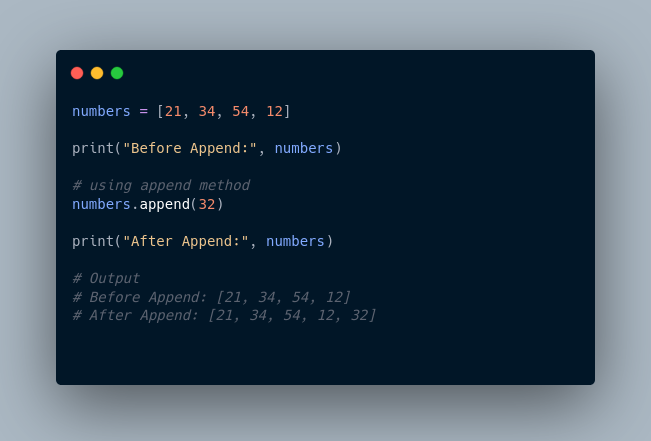 numbers = [21, 34, 54, 12]
print("Before Append:", numbers)
# using append method
numbers.append(32)
print("After Append:", numbers)
# Output
# Before Append: [21, 34, 54, 12]
# After Append: [21, 34, 54, 12, 32]